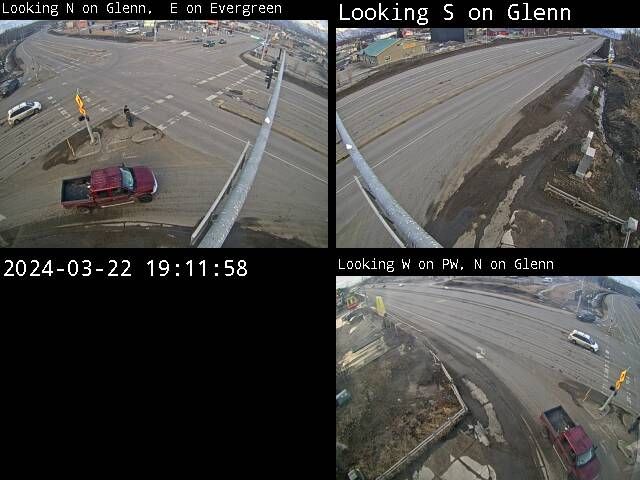 Looking N on Glenn, E on Evergreen
Looking S on Glenn
2024-03-22 19:11:58
Looking W on PW, N on Glenn